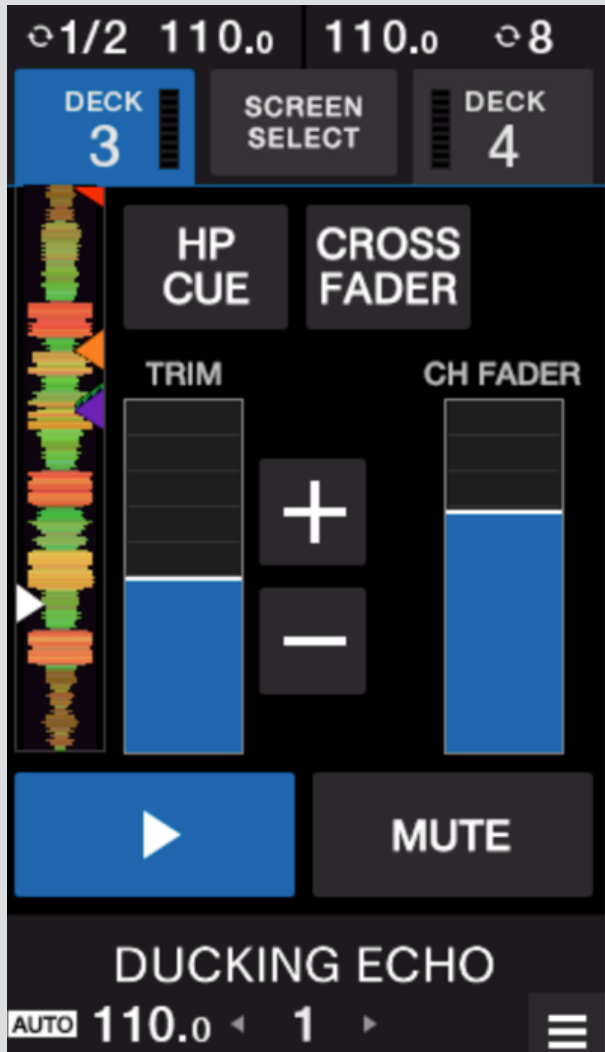 1/2 110.0 110.0 8
DECK
3
SCREEN
SELECT
DECK
4
HP
CUE
CROSS
FADER
TRIM
CH FADER
MUTE
DUCKING ECHO
AUTO 110.0 1